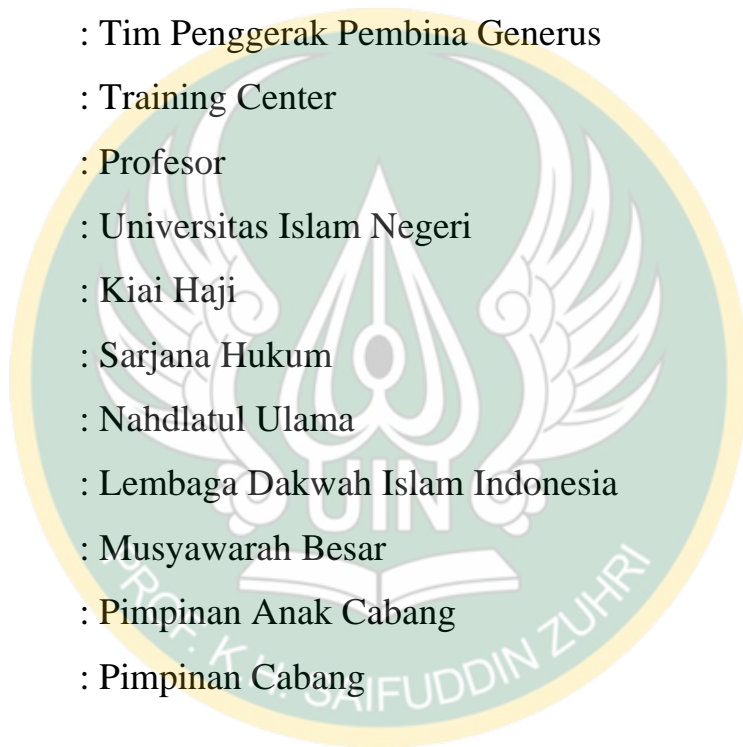 : Tim Penggerak Pembina Generus
: Training Center
: Profesor
: Universitas Islam Negeri
: Kiai Haji
: Sarjana Hukum
: Nahdlatul Ulama
: Lembaga Dakwah Islam Indonesia
: Musyawarah Besar
: Pimpinan Anak Cabang
: Pimpinan Cabang
UIN
PROF. K.H. SAIFUDDIN ZUHRI